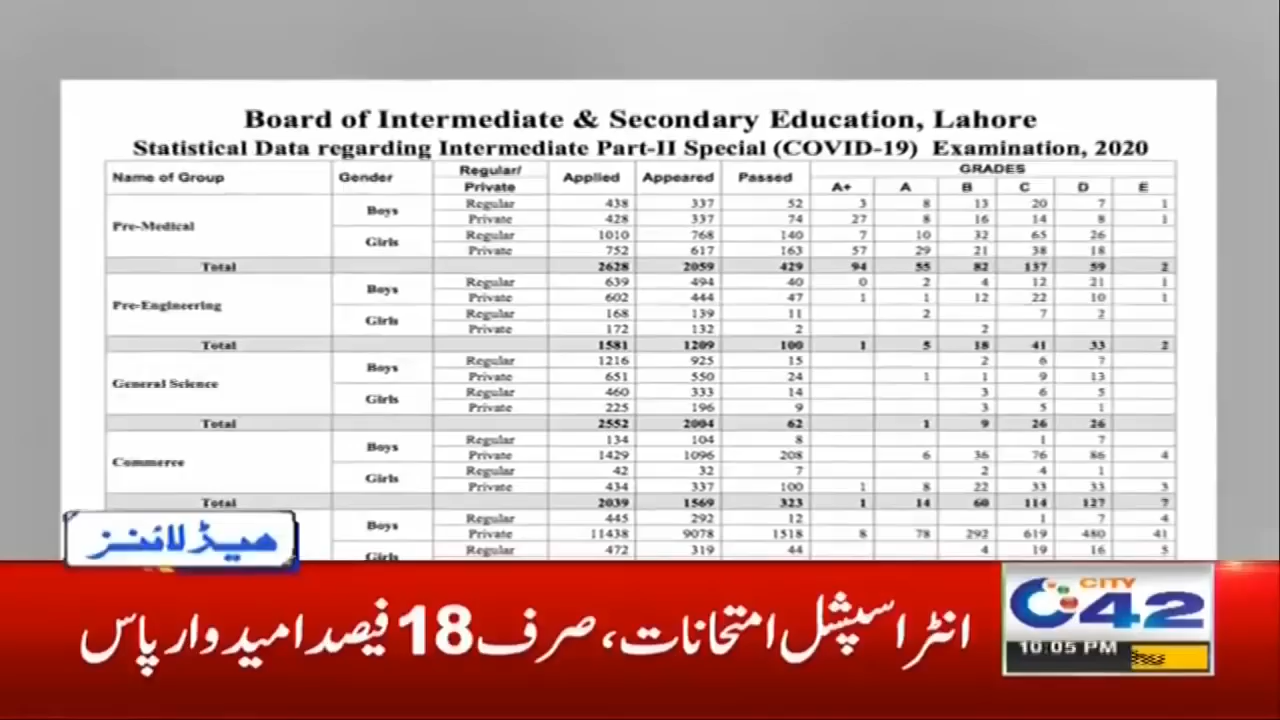 Board of Intermediate & Secondary Education, Lahore
Statistical Data regarding Intermediate Part-II Special (COVID-19) Examination, 2020
Name of Group Gender Regular/ Private Applied Appeared Passed GRADES
A+ A B C D E
Pre-Medical Boys Regular 438 337 52 3 8 13 20 7 1
Private 428 337 74 27 8 16 14 8 1
Girls Regular 1010 768 140 7 10 32 65 26
Private 752 617 163 57 29 21 38 18
Total 2628 2059 429 94 55 82 137 59 2
Pre-Engineering Boys Regular 639 494 40 0 2 4 12 21 1
Private 602 444 47 1 1 12 22 10 1
Girls Regular 168 139 11 2 7 2
Private 172 132 2 2
Total 1581 1209 100 1 5 18 41 33 2
General Science Boys Regular 1216 925 15 2 6 7
Private 651 550 24 1 1 9 13
Girls Regular 460 333 14 3 6 5
Private 225 196 9 3 5 1
Total 2552 2004 62 1 9 26 26
Commerce Boys Regular 134 104 8 1 7
Private 1429 1096 208 6 36 76 86 4
Girls Regular 42 32 7 2 4 1
Private 434 337 100 1 8 22 33 33 3
Total 2039 1569 323 1 14 60 114 127 7
Boys Regular 445 292 12 1 7 4
Private 11438 9078 1518 8 78 292 619 480 41
Girls Regular 472 319 44 4 19 16 5
ہیڈلائنز
انٹر اسپیشل امتحانات، صرف 18 فیصد امیدوار پاس
CITY
42
10:05 PM